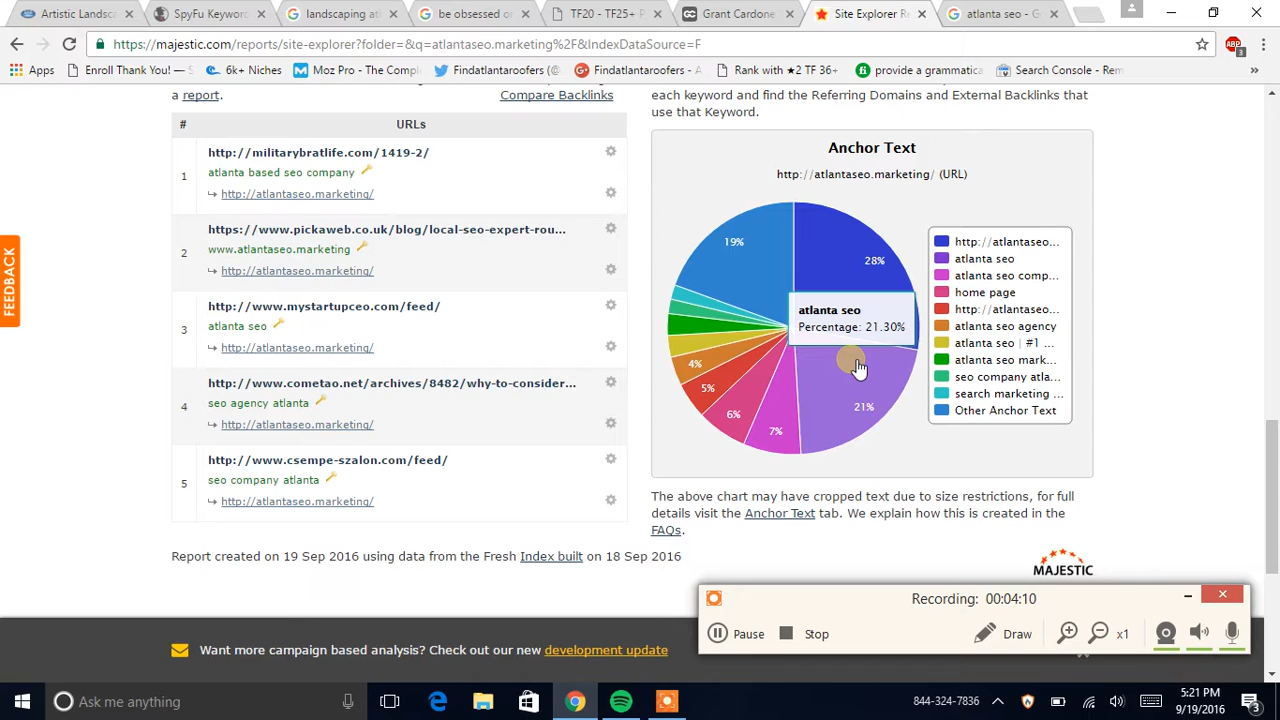 Artistic Landsca
SpyFu Keyword
landscaping atl
be obsessed or
TF20 - TF25+ P
Grant Cardone
Site Explorer Re
atlanta seo - Go
https://majestic.com/reports/site-explorer?folder=&q=atlantaseo.marketing%2F&IndexDataSource=F
ABP
3
Apps
Enroll Thank You! —
6k+ Niches
Moz Pro - The Compl
Findatlantaroofers
Findatlantaroofers - A
Rank with ★2 TF 36+
provide a grammatica
Search Console - Rem
a report.
Compare Backlinks
# URLs
1
http://militarybratlife.com/1419-2/
atlanta based seo company
http://atlantaseo.marketing/
2
https://www.pickaweb.co.uk/blog/local-seo-expert-rou...
www.atlantaseo.marketing
http://atlantaseo.marketing/
3
http://www.mystartupceo.com/feed/
atlanta seo
http://atlantaseo.marketing/
4
http://www.cometao.net/archives/8482/why-to-consider...
seo agency atlanta
http://atlantaseo.marketing/
5
http://www.csempe-szalon.com/feed/
seo company atlanta
http://atlantaseo.marketing/
Report created on 19 Sep 2016 using data from the Fresh Index built on 18 Sep 2016
each keyword and find the Referring Domains and External Backlinks that
use that Keyword.
Anchor Text
http://atlantaseo.marketing/ (URL)
19%
28%
4%
5%
6%
7%
21%
atlanta seo
Percentage: 21.30%
http://atlantaseo...
atlanta seo
atlanta seo comp...
home page
http://atlantaseo...
atlanta seo agency
atlanta seo | #1 ...
atlanta seo mark...
seo company atla...
search marketing ...
Other Anchor Text
The above chart may have cropped text due to size restrictions, for full
details visit the Anchor Text tab. We explain how this is created in the
FAQs.
MAJESTIC
FEEDBACK
Want more campaign based analysis? Check out our new development update
Recording: 00:04:10
Pause
Stop
Draw
x1
Ask me anything
844-324-7836
5:21 PM
9/19/2016
3